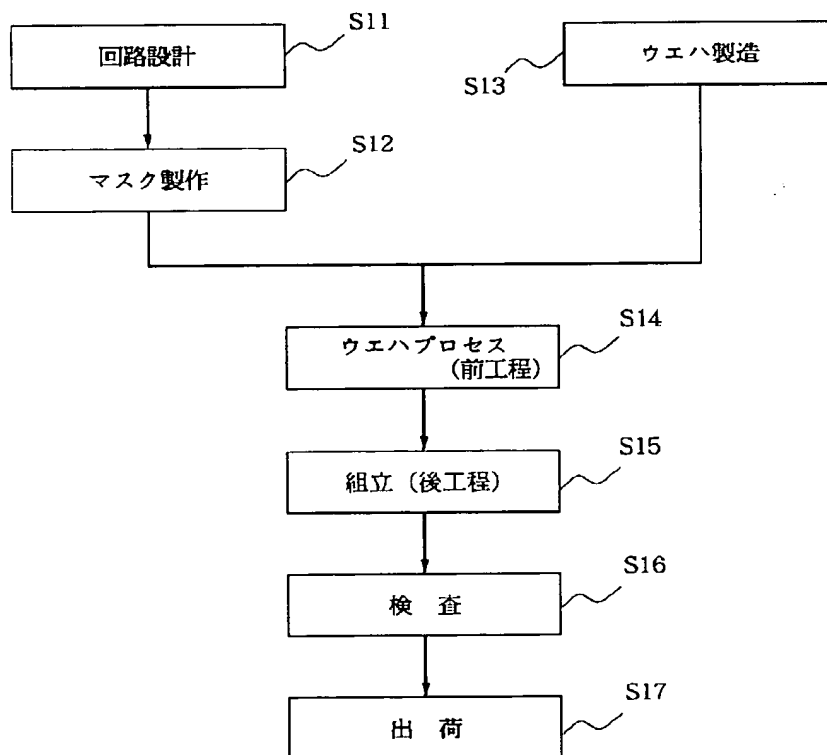 S11
回路設計
ウエハ製造
S13
S12
マスク製作
S14
ウエハプロセス
(前工程)
S15
組立(後工程)
S16
検 査
S17
出 荷